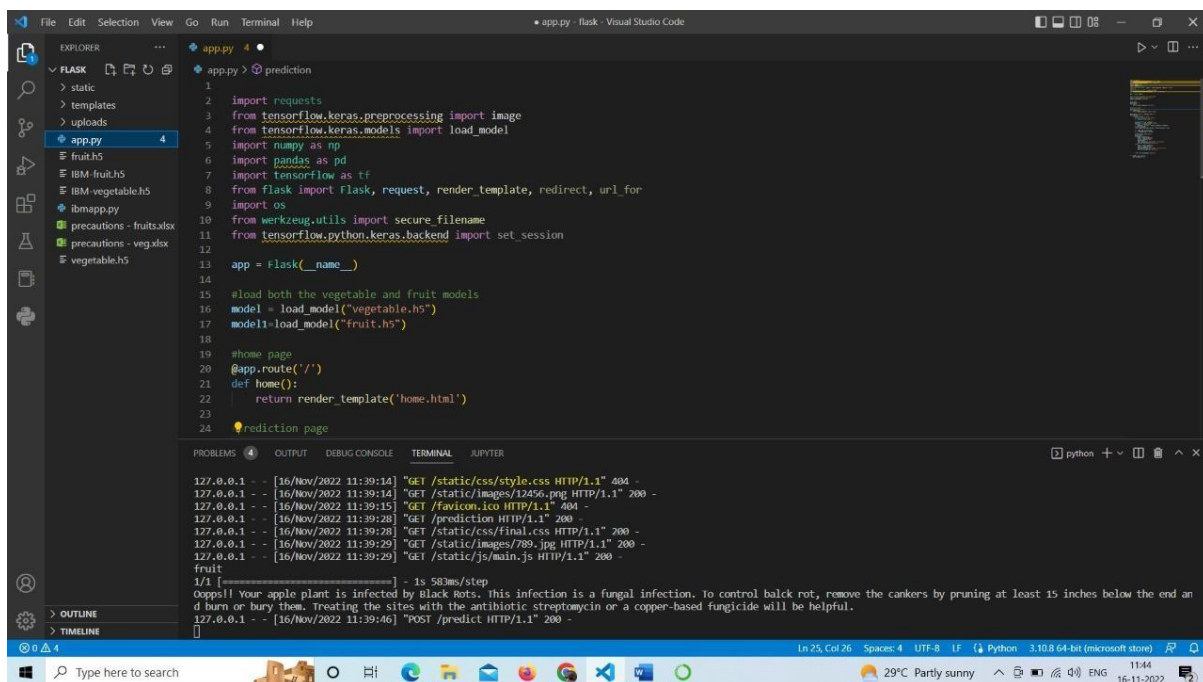 File Edit Selection View Go Run Terminal Help
● app.py - flask - Visual Studio Code
EXPLORER ...
FLASK
static
templates
uploads
app.py 4
fruit.h5
IBM-fruit.h5
IBM-vegetable.h5
ibmapp.py
precautions - fruits.xlsx
precautions - veg.xlsx
vegetable.h5
OUTLINE
TIMELINE
app.py 4 ●
app.py > prediction
1
2 import requests
3 from tensorflow.keras.preprocessing import image
4 from tensorflow.keras.models import load_model
5 import numpy as np
6 import pandas as pd
7 import tensorflow as tf
8 from flask import Flask, request, render_template, redirect, url_for
9 import os
10 from werkzeug.utils import secure_filename
11 from tensorflow.python.keras.backend import set_session
12
13 app = Flask(__name__)
14
15 #load both the vegetable and fruit models
16 model = load_model("vegetable.h5")
17 model1=load_model("fruit.h5")
18
19 #home page
20 @app.route('/')
21 def home():
22 return render_template('home.html')
23
24 rediction page
PROBLEMS 4 OUTPUT DEBUG CONSOLE TERMINAL JUPYTER
python
127.0.0.1 - - [16/Nov/2022 11:39:14] "GET /static/css/style.css HTTP/1.1" 404 -
127.0.0.1 - - [16/Nov/2022 11:39:14] "GET /static/images/12456.png HTTP/1.1" 200 -
127.0.0.1 - - [16/Nov/2022 11:39:15] "GET /favicon.ico HTTP/1.1" 404 -
127.0.0.1 - - [16/Nov/2022 11:39:28] "GET /prediction HTTP/1.1" 200 -
127.0.0.1 - - [16/Nov/2022 11:39:28] "GET /static/css/final.css HTTP/1.1" 200 -
127.0.0.1 - - [16/Nov/2022 11:39:29] "GET /static/images/789.jpg HTTP/1.1" 200 -
127.0.0.1 - - [16/Nov/2022 11:39:29] "GET /static/js/main.js HTTP/1.1" 200 -
fruit
1/1 [==============================] - 1s 583ms/step
Oopps!! Your apple plant is infected by Black Rots. This infection is a fungal infection. To control balck rot, remove the cankers by pruning at least 15 inches below the end an
d burn or bury them. Treating the sites with the antibiotic streptomycin or a copper-based fungicide will be helpful.
127.0.0.1 - - [16/Nov/2022 11:39:46] "POST /predict HTTP/1.1" 200 -
0 4
Ln 25, Col 26 Spaces: 4 UTF-8 LF Python 3.10.8 64-bit (microsoft store)
Type here to search
29°C Partly sunny
ENG
11:44
16-11-2022
2